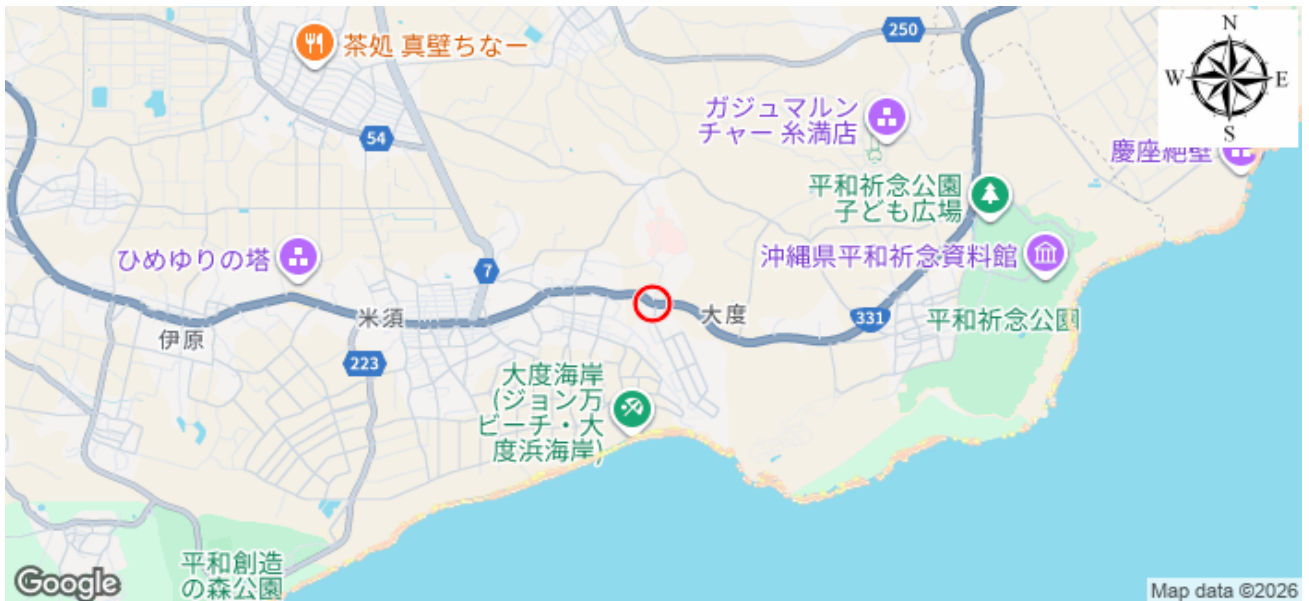 N
W
E
S
250
茶処 真壁ちなー
ガジュマルン
チャー 糸満店
慶座絶壁
54
平和祈念公園
子ども広場
ひめゆりの塔
沖縄県平和祈念資料館
7
米須
大度
331
平和祈念公園
伊原
223
大度海岸
(ジョン万
ビーチ・大
度浜海岸)
平和創造
の森公園
Google
Map data ©2026